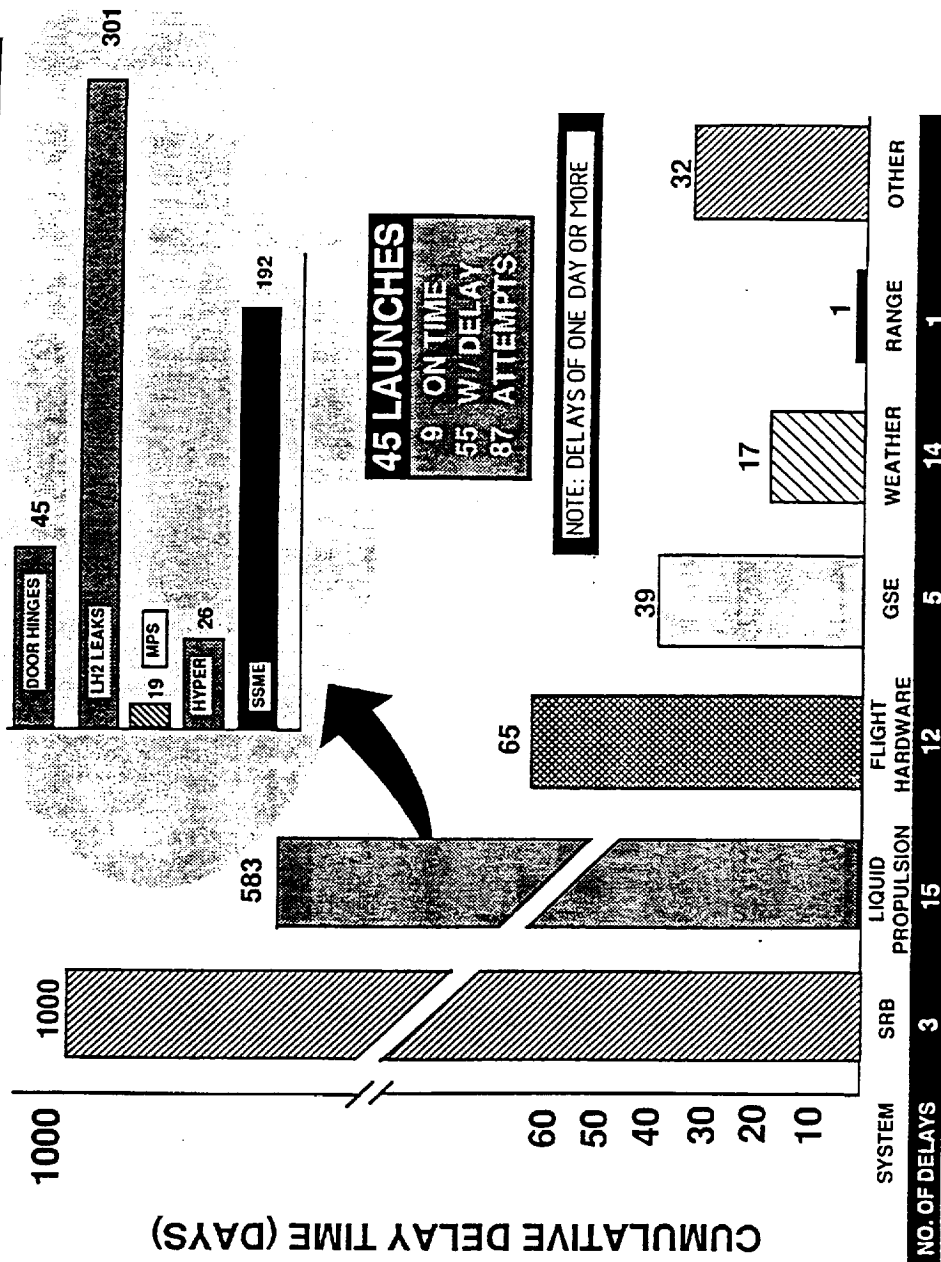 DOOR HINGES 45
LH2 LEAKS 301
19 MPS
HYPER 26
SSME 192
45 LAUNCHES
9 ON TIME
55 W/DELAY
87 ATTEMPTS
NOTE: DELAYS OF ONE DAY OR MORE
CUMULATIVE DELAY TIME (DAYS)
1000
60
50
40
30
20
10
1000
583
65
39
17
1
32
SYSTEM SRB LIQUID PROPULSION FLIGHT HARDWARE GSE WEATHER RANGE OTHER
NO. OF DELAYS 3 15 12 5 14 1